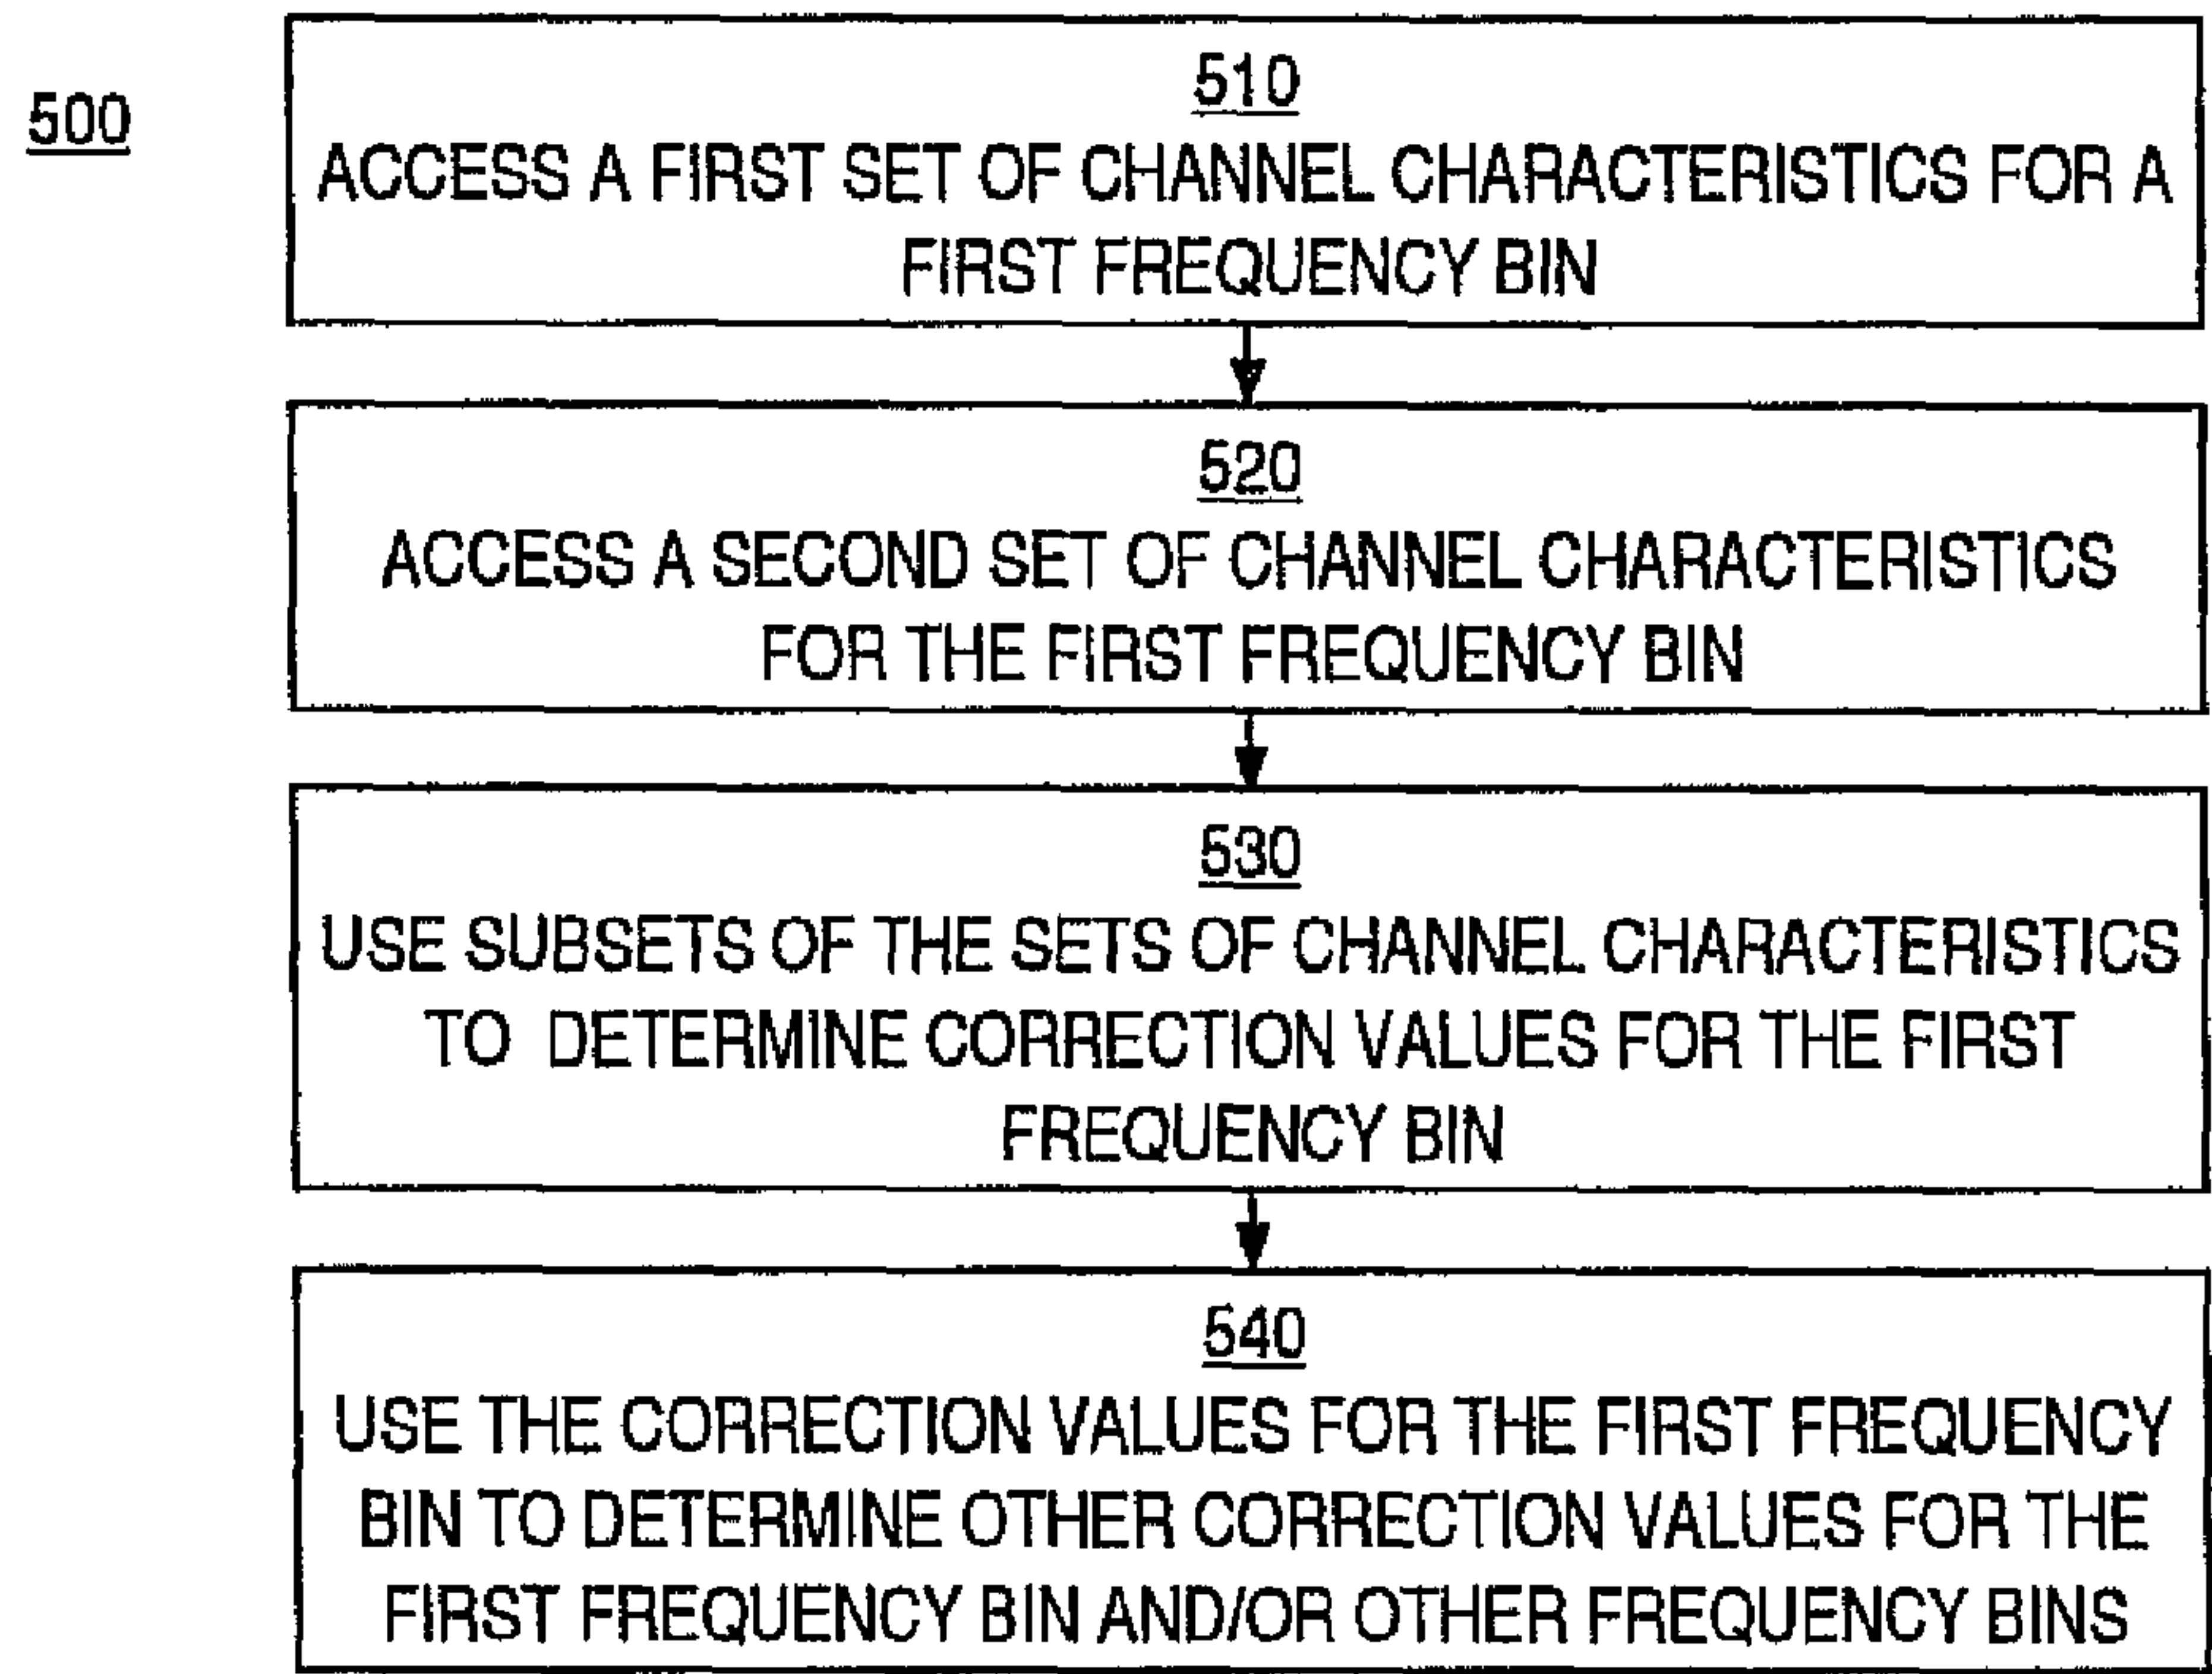 500
510
ACCESS A FIRST SET OF CHANNEL CHARACTERISTICS FOR A
FIRST FREQUENCY BIN
520
ACCESS A SECOND SET OF CHANNEL CHARACTERISTICS
FOR THE FIRST FREQUENCY BIN
530
USE SUBSETS OF THE SETS OF CHANNEL CHARACTERISTICS
TO DETERMINE CORRECTION VALUES FOR THE FIRST
FREQUENCY BIN
540
USE THE CORRECTION VALUES FOR THE FIRST FREQUENCY
BIN TO DETERMINE OTHER CORRECTION VALUES FOR THE
FIRST FREQUENCY BIN AND/OR OTHER FREQUENCY BINS